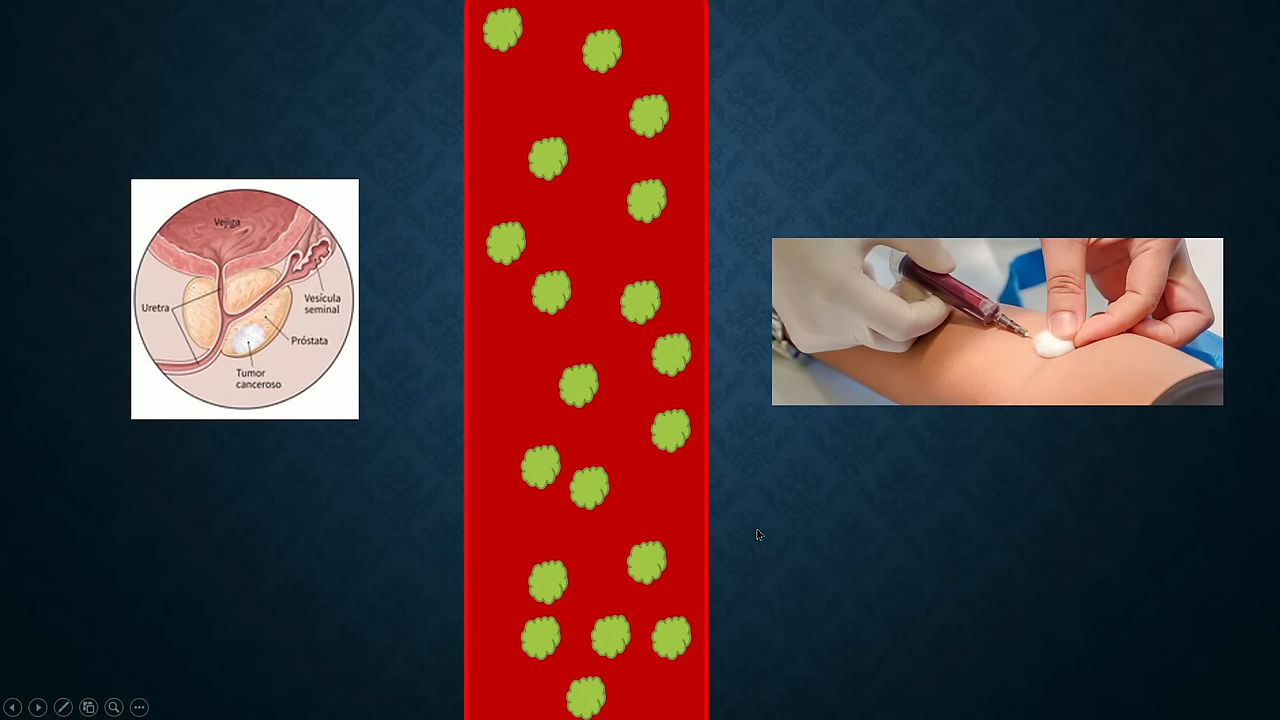 Vejiga
Uretra
Vesícula
seminal
Próstata
Tumor
canceroso